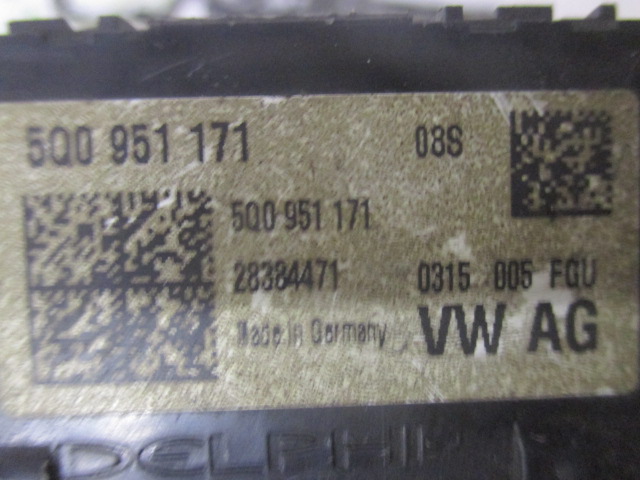 5Q0 951 171 08S
5Q0 951 171
28384471 0315 005 FGU
Made in Germany VW AG
DELPHI